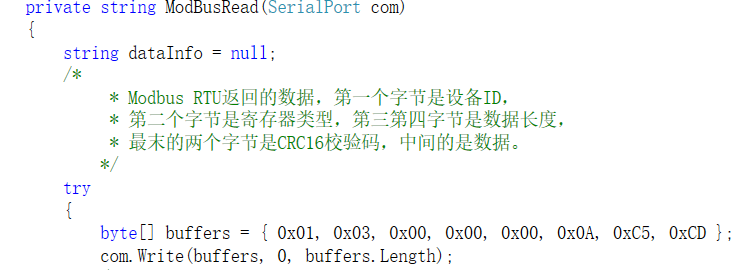 private string ModBusRead(SerialPort com)
{
string dataInfo = null;
/*
* Modbus RTU返回的数据，第一个字节是设备ID，
* 第二个字节是寄存器类型，第三第四字节是数据长度，
* 最末的两个字节是CRC16校验码，中间的是数据。
*/
try
{
byte[] buffers = { 0x01, 0x03, 0x00, 0x00, 0x00, 0x0A, 0xC5, 0xCD };
com.Write(buffers, 0, buffers.Length);